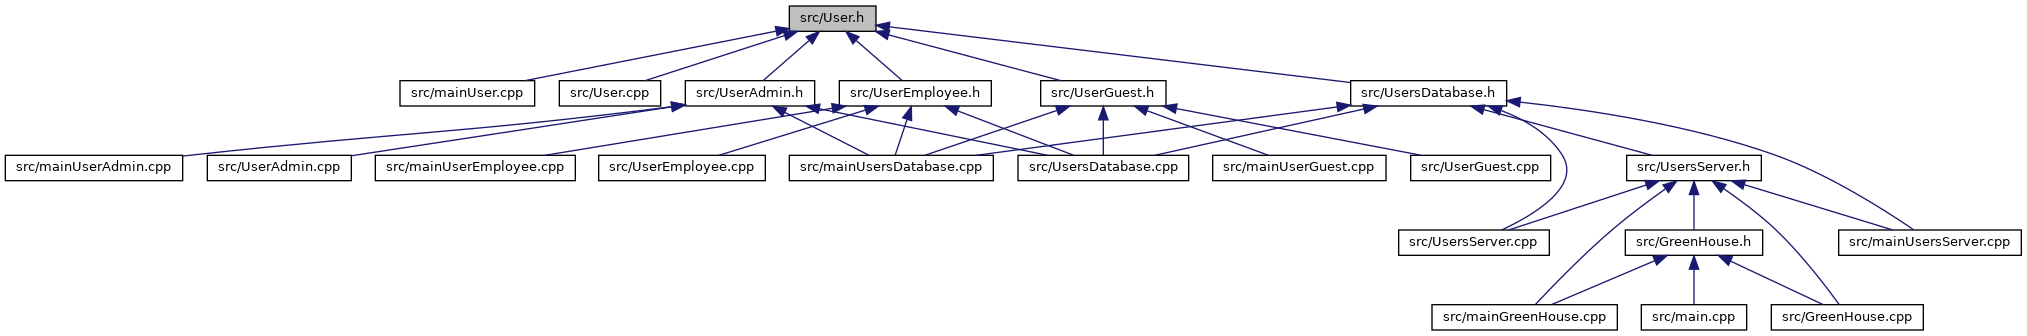 src/User.h
src/mainUser.cpp
src/User.cpp
src/UserAdmin.h
src/UserEmployee.h
src/UserGuest.h
src/UsersDatabase.h
src/mainUserAdmin.cpp
src/UserAdmin.cpp
src/mainUserEmployee.cpp
src/UserEmployee.cpp
src/mainUsersDatabase.cpp
src/UsersDatabase.cpp
src/mainUserGuest.cpp
src/UserGuest.cpp
src/UsersServer.h
src/UsersServer.cpp
src/GreenHouse.h
src/mainUsersServer.cpp
src/mainGreenHouse.cpp
src/main.cpp
src/GreenHouse.cpp